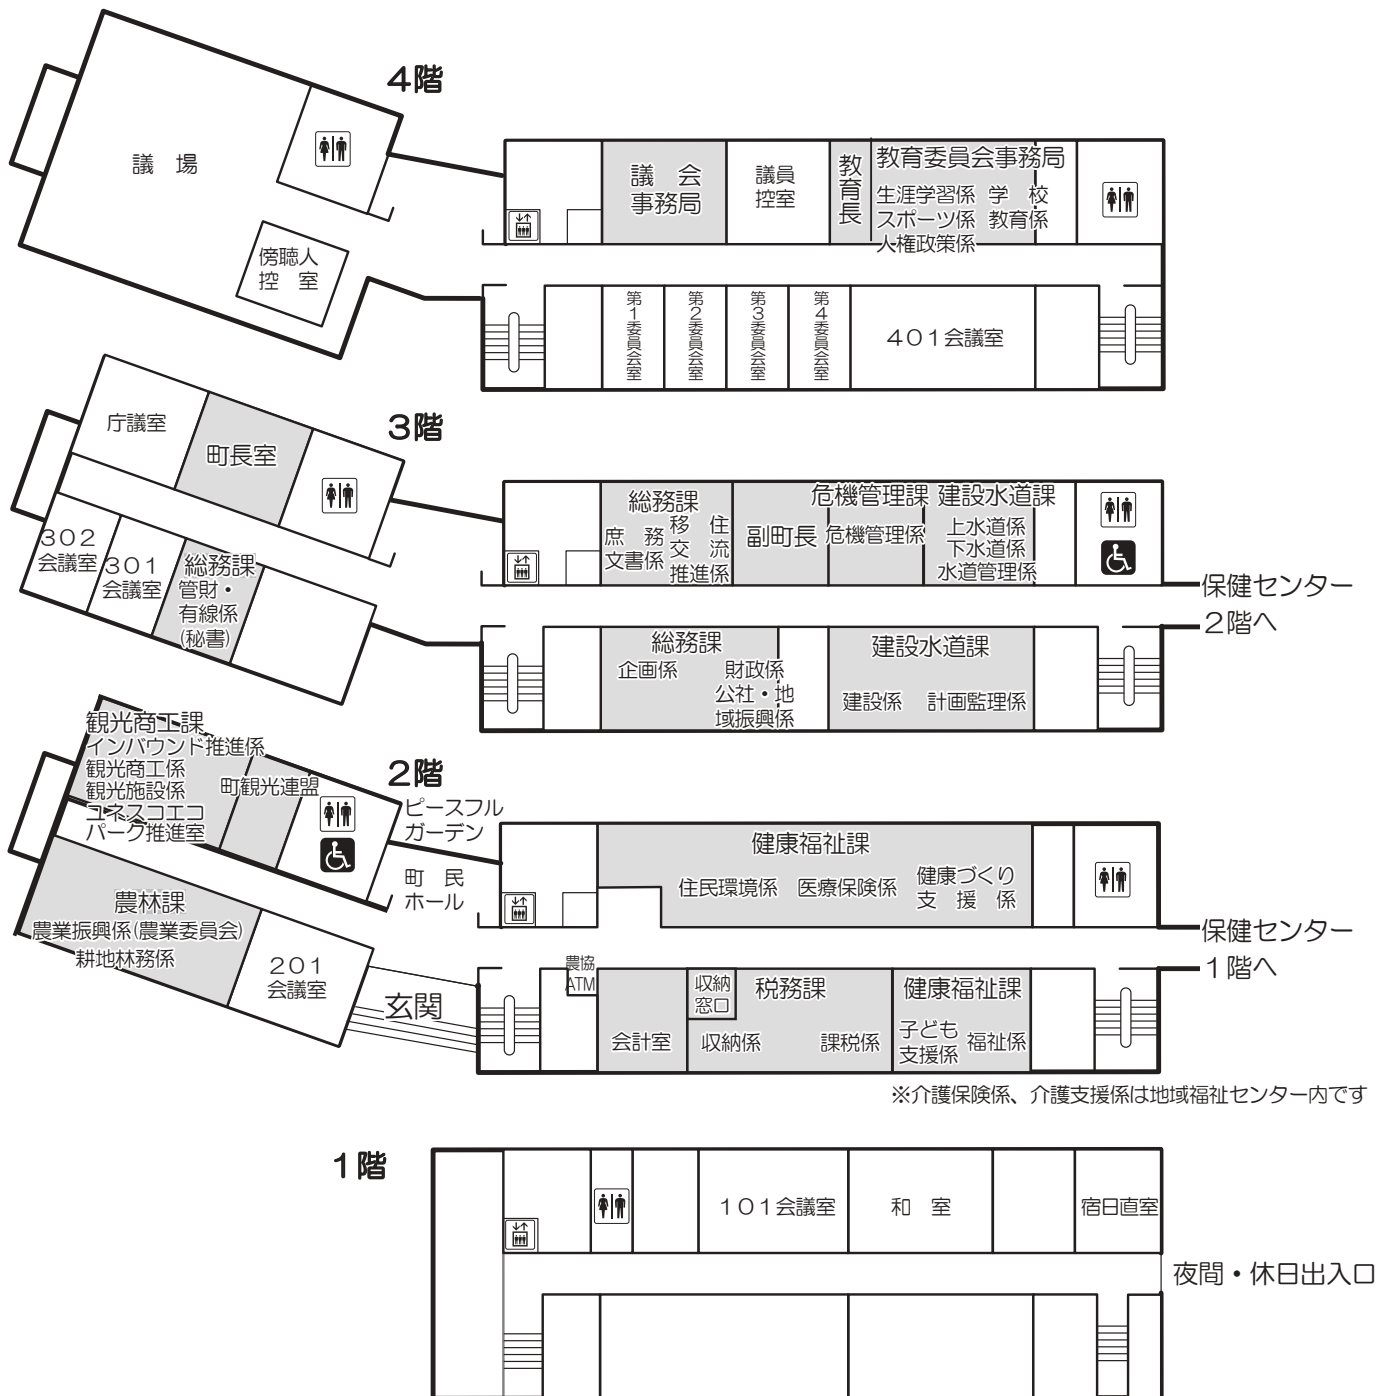 4階
議　場
傍聴人
控　室
議　会
事務局
議員
控室
教育長
教育委員会事務局
生涯学習係　学　校
スポーツ係　教育係
人権政策係
第1委員会室
第2委員会室
第3委員会室
第4委員会室
401会議室
3階
庁議室
町長室
302
会議室
301
会議室
総務課
管財・
有線係
(秘書)
総務課
庶　務
文書係
移　住
交　流
推進係
副町長
危機管理課
危機管理係
建設水道課
上水道係
下水道係
水道管理係
総務課
企画係
財政係
公社・地
域振興係
建設水道課
建設係　計画監理係
保健センター
2階へ
2階
観光商工課
インバウンド推進係
観光商工係
観光施設係
ユネスコエコ
パーク推進室
町観光連盟
ピースフル
ガーデン
町　民
ホール
農林課
農業振興係(農業委員会)
耕地林務係
201
会議室
玄関
健康福祉課
住民環境係　医療保険係
健康づくり
支　援　係
農協
ATM
会計室
収納
窓口
税務課
収納係　課税係
健康福祉課
子ども
支援係
福祉係
保健センター
1階へ
※介護保険係、介護支援係は地域福祉センター内です
1階
101会議室
和　室
宿日直室
夜間・休日出入口